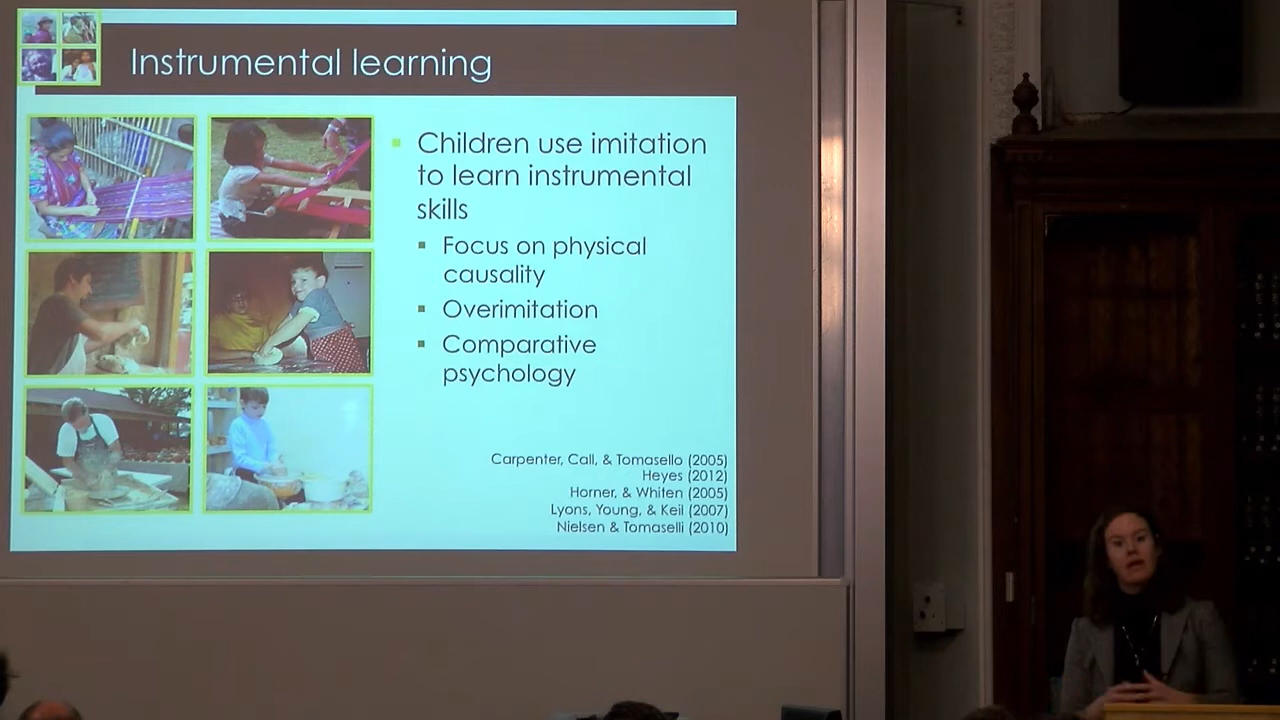 Instrumental learning
Children use imitation
to learn instrumental
skills
Focus on physical
causality
Overimitation
Comparative
psychology
Carpenter, Call, & Tomasello (2005)
Heyes (2012)
Horner, & Whiten (2005)
Lyons, Young, & Keil (2007)
Nielsen & Tomaselli (2010)